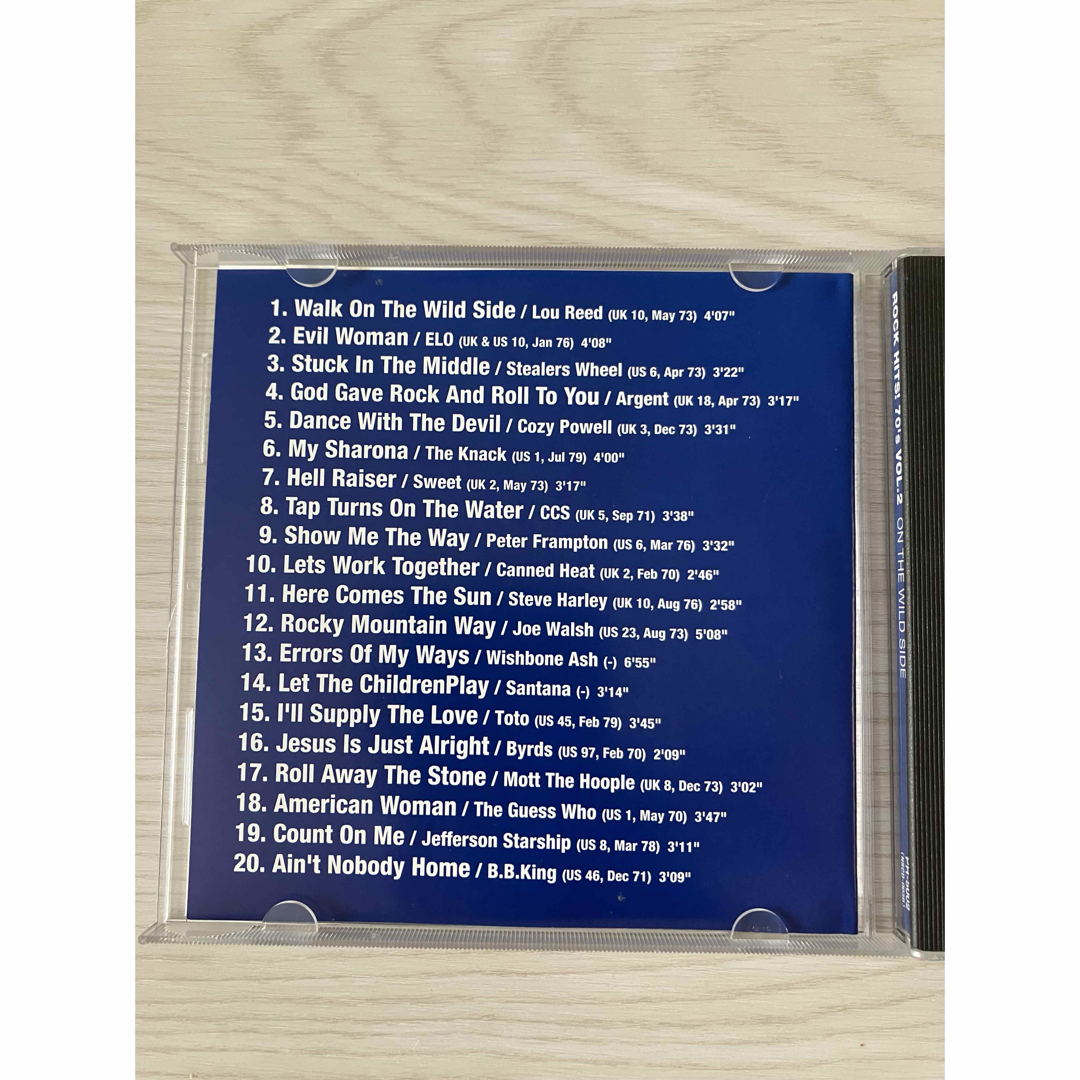 1. Walk On The Wild Side / Lou Reed (UK 10, May 73) 4'07"
2. Evil Woman / ELO (UK & US 10, Jan 76) 4'08"
3. Stuck In The Middle / Stealers Wheel (US 6, Apr 73) 3'22"
4. God Gave Rock And Roll To You / Argent (UK 18, Apr 73) 3'17"
5. Dance With The Devil / Cozy Powell (UK 3, Dec 73) 3'31"
6. My Sharona / The Knack (US 1, Jul 79) 4'00"
7. Hell Raiser / Sweet (UK 2, May 73) 3'17"
8. Tap Turns On The Water / CCS (UK 5, Sep 71) 3'38"
9. Show Me The Way / Peter Frampton (US 6, Mar 76) 3'32"
10. Lets Work Together / Canned Heat (UK 2, Feb 70) 2'46"
11. Here Comes The Sun / Steve Harley (UK 10, Aug 76) 2'58"
12. Rocky Mountain Way / Joe Walsh (US 23, Aug 73) 5'08"
13. Errors Of My Ways / Wishbone Ash (-) 6'55"
14. Let The ChildrenPlay / Santana (-) 3'14"
15. I'll Supply The Love / Toto (US 45, Feb 79) 3'45"
16. Jesus Is Just Alright / Byrds (US 97, Feb 70) 2'09"
17. Roll Away The Stone / Mott The Hoople (UK 8, Dec 73) 3'02"
18. American Woman / The Guess Who (US 1, May 70) 3'47"
19. Count On Me / Jefferson Starship (US 8, Mar 78) 3'11"
20. Ain't Nobody Home / B.B.King (US 46, Dec 71) 3'09"
ROCK HITS! 70's VOL.2 ON THE WILD SIDE